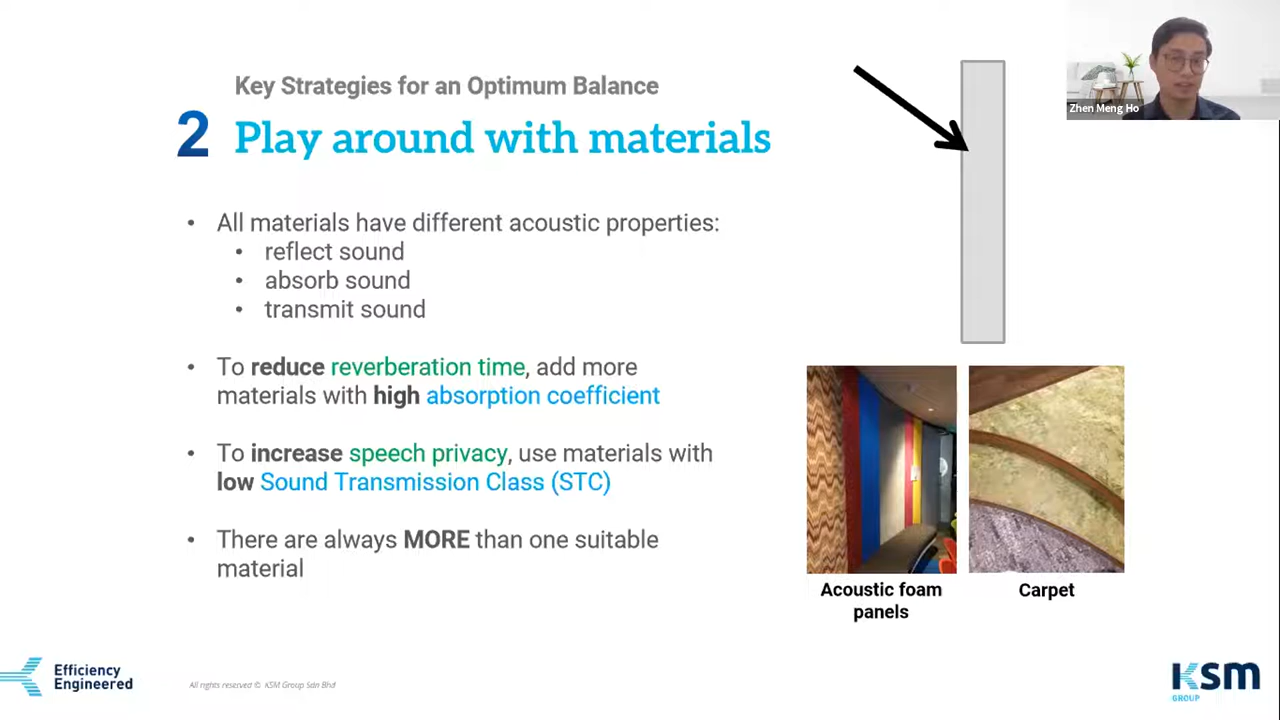 Key Strategies for an Optimum Balance
2 Play around with materials
Zhen Meng Ho
• All materials have different acoustic properties:
• reflect sound
• absorb sound
• transmit sound
• To reduce reverberation time, add more
materials with high absorption coefficient
• To increase speech privacy, use materials with
low Sound Transmission Class (STC)
• There are always MORE than one suitable
material
Acoustic foam
panels
Carpet
Efficiency
Engineered
All rights reserved © KSM Group Sdn Bhd
KSM
GROUP